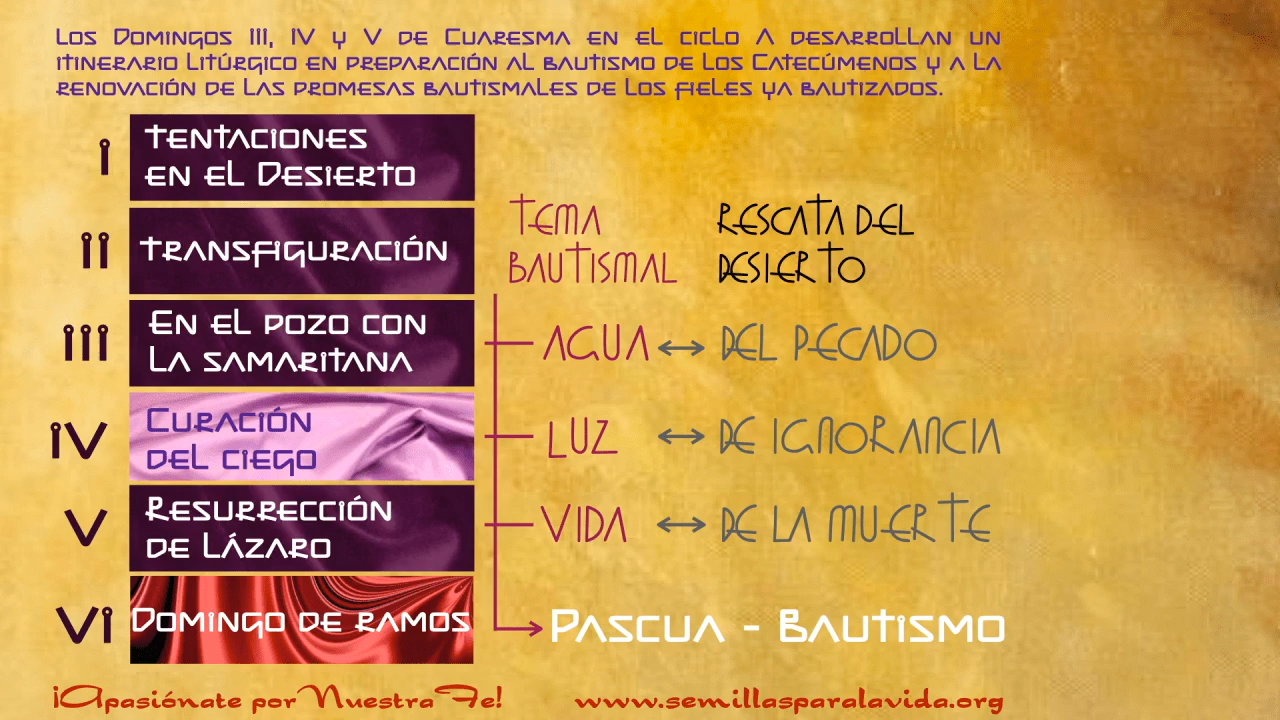 Los Domingos III, IV y V de Cuaresma en el ciclo A desarrollan un
itinerario litúrgico en preparación al bautismo de los Catecúmenos y a la
renovación de las promesas bautismales de los fieles ya bautizados.
I
Tentaciones
en el Desierto
II
Transfiguración
Tema
Bautismal
Rescata del
desierto
III
En el pozo con
la samaritana
Agua ↔ del pecado
IV
Curación
del ciego
Luz ↔ de ignorancia
V
Resurrección
de Lázaro
Vida ↔ de la muerte
VI
Domingo de ramos
Pascua - Bautismo
¡Apasiónate por Nuestra Fe!
www.semillasparalavida.org